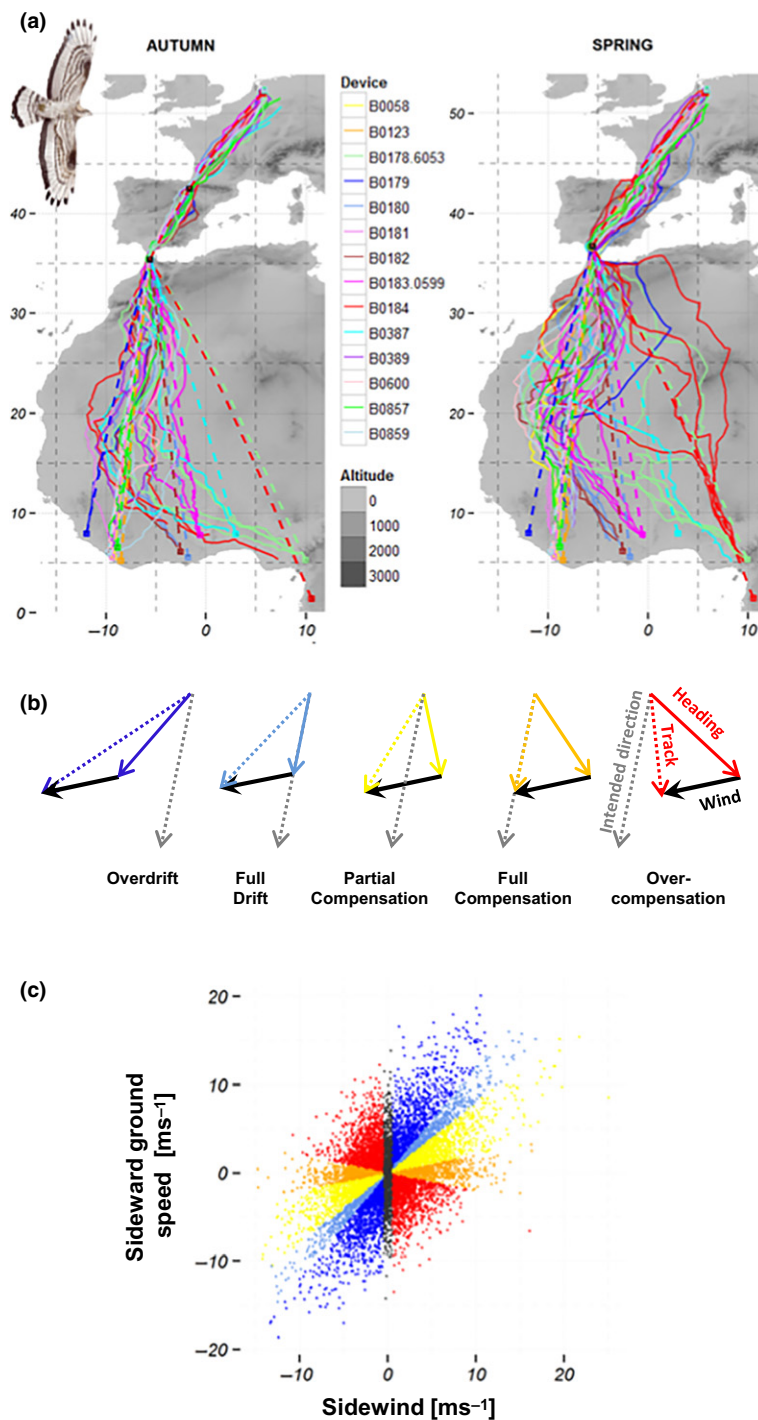 (a)
AUTUMN
SPRING
Device
B0058
B0123
B0178.6053
B0179
B0180
B0181
B0182
B0183.0599
B0184
B0387
B0389
B0600
B0857
B0859
Altitude
0
1000
2000
3000
40
30
20
10
0
−10
0
10
50
40
30
20
10
0
−10
0
10
(b)
Intended direction
Track
Heading
Wind
Overdrift
Full
Drift
Partial
Compensation
Full
Compensation
Over-
compensation
(c)
Sideward ground
speed [ms−1]
20
10
0
−10
−20
−10
0
10
20
Sidewind [ms−1]